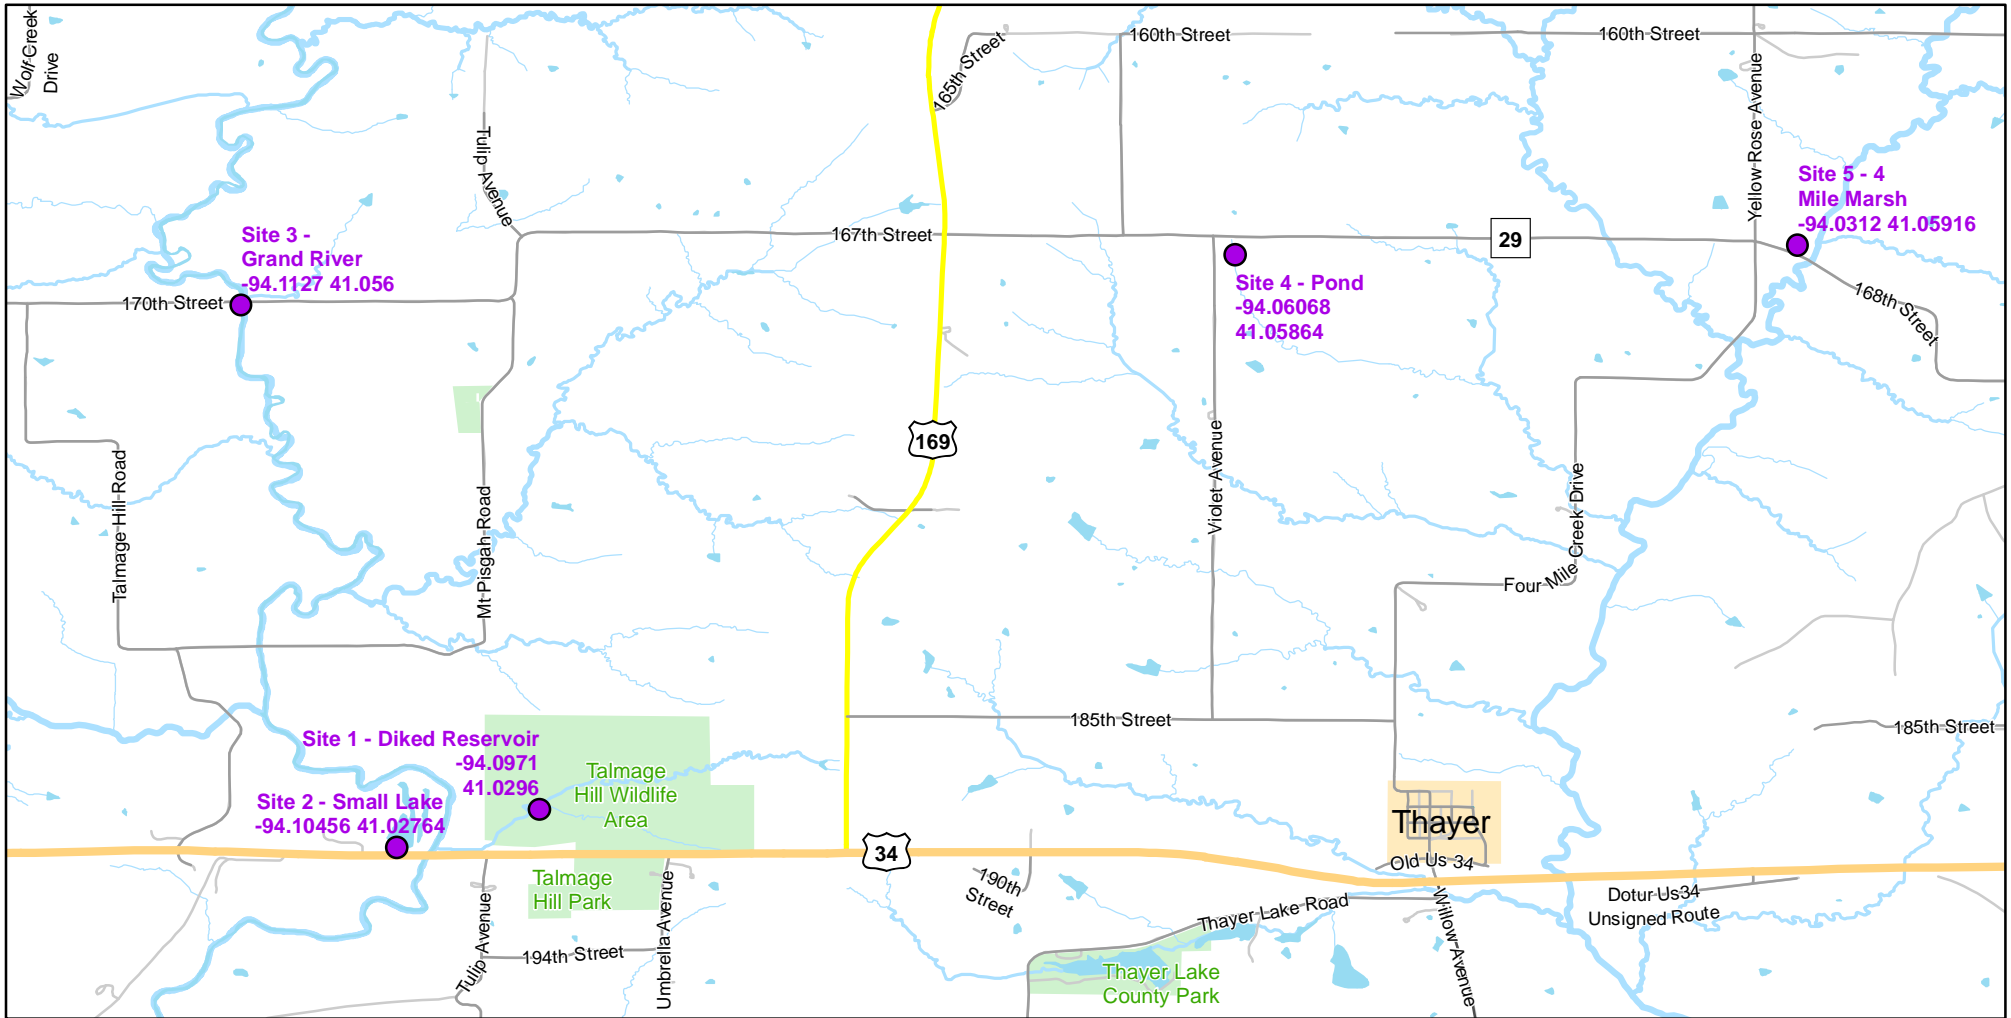 Wolf Creek
Drive
160th Street
160th Street
165th Street
Tulip Avenue
Yellow Rose Avenue
Site 5 - 4
Mile Marsh
-94.0312 41.05916
Site 3 -
Grand River
-94.1127 41.056
167th Street
29
Site 4 - Pond
-94.06068
41.05864
170th Street
168th Street
169
Talmage Hill Road
Mt Pisgah Road
Violet Avenue
Four Mile Creek Drive
185th Street
185th Street
Site 1 - Diked Reservoir
-94.0971
41.0296
Talmage
Hill Wildlife
Area
Site 2 - Small Lake
-94.10456 41.02764
Thayer
34
Old Us 34
Talmage
Hill Park
190th
Street
Dotur Us34
Unsigned Route
Thayer Lake Road
Willow Avenue
Tulip Avenue
194th Street
Umbrella Avenue
Thayer Lake
County Park